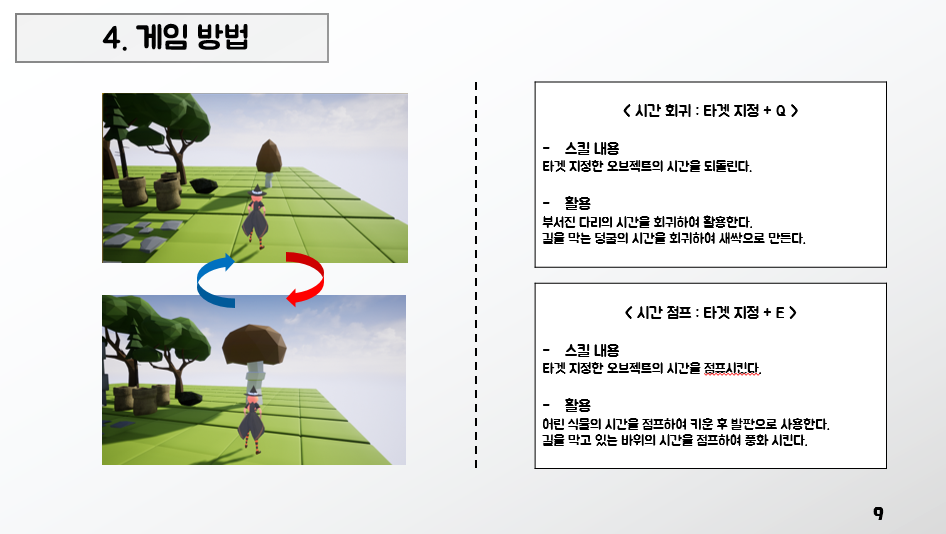 4. 게임 방법
< 시간 회귀 : 타겟 지정 + Q >
- 스킬 내용
타겟 지정한 오브젝트의 시간을 되돌린다.
- 활용
부서진 다리의 시간을 회귀하여 활용한다.
길을 막는 덩굴의 시간을 회귀하여 새싹으로 만든다.
< 시간 점프 : 타겟 지정 + E >
- 스킬 내용
타겟 지정한 오브젝트의 시간을 점프시킨다.
- 활용
어린 식물의 시간을 점프하여 키운 후 발판으로 사용한다.
길을 막고 있는 바위의 시간을 점프하여 풍화 시킨다.
9